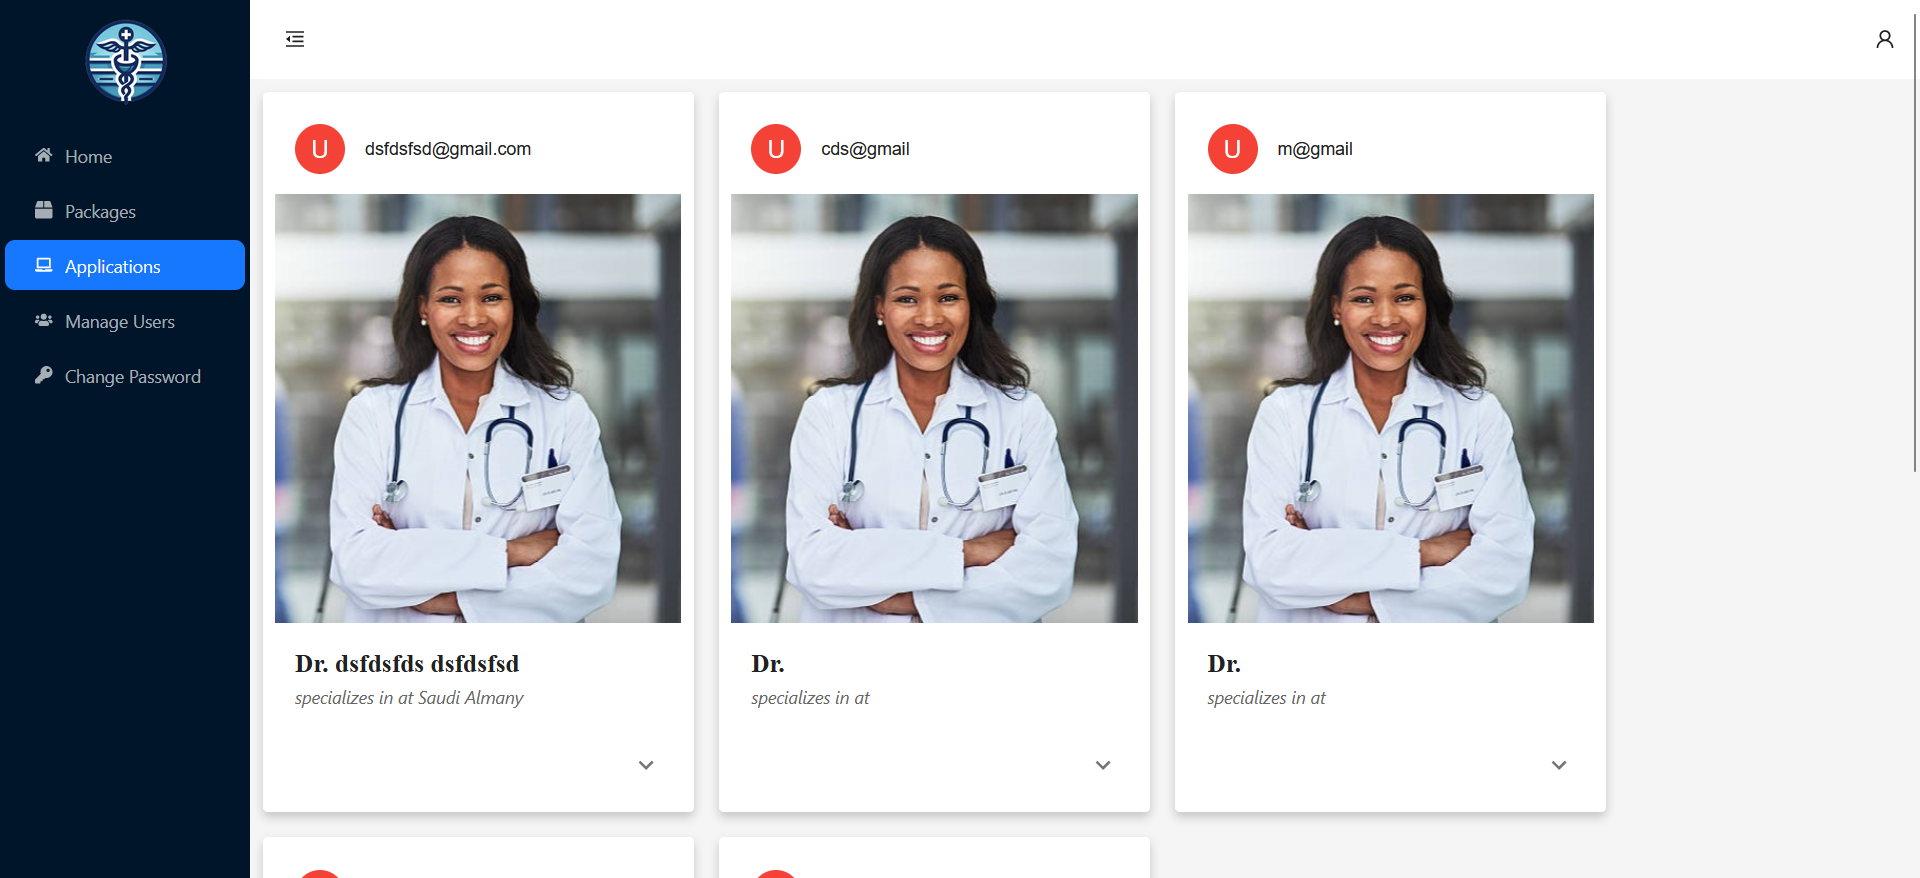 Home
Packages
Applications
Manage Users
Change Password
U dsfdsfsd@gmail.com
U cds@gmail
U m@gmail
Dr. dsfdsfds dsfdsfsd
specializes in at Saudi Almany
Dr.
specializes in at
Dr.
specializes in at